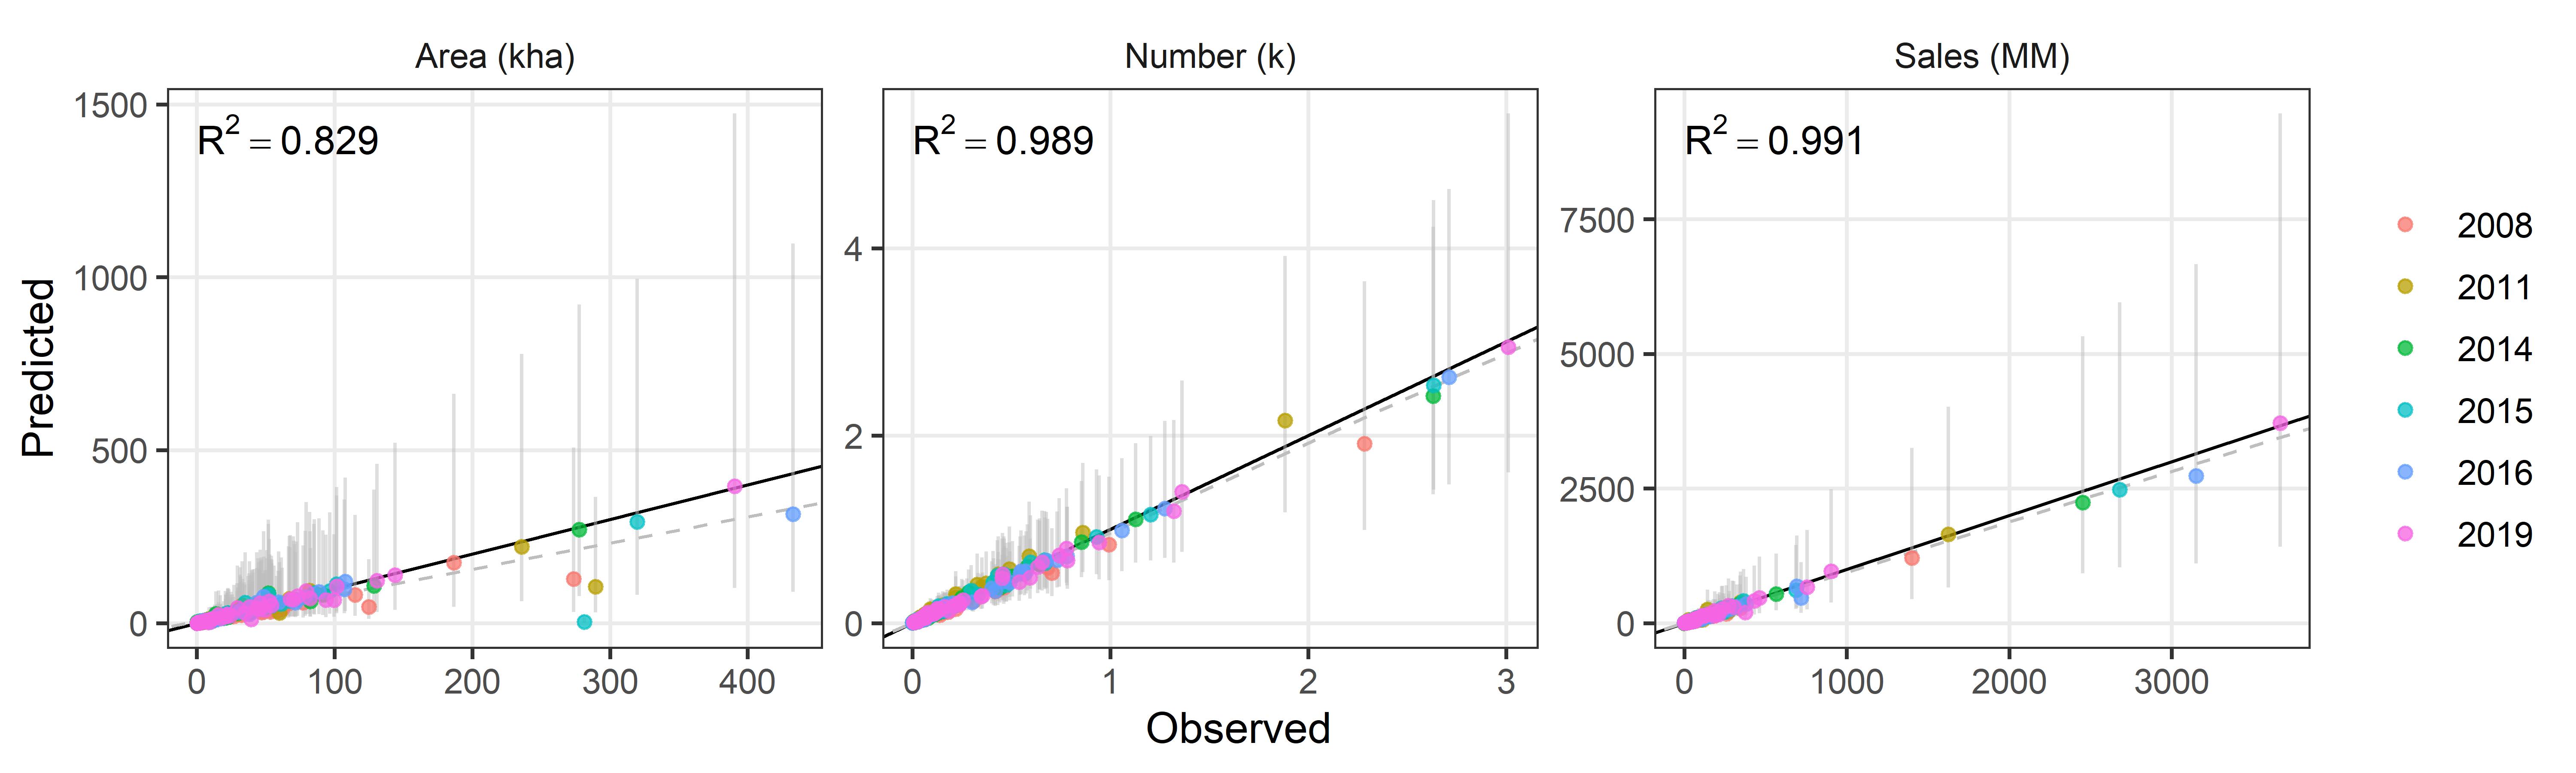 Area (kha)
Number (k)
Sales (MM)
R² = 0.829
R² = 0.989
R² = 0.991
Predicted
1500
1000
500
0
0 100 200 300 400
4
2
0
0 1 2 3
7500
5000
2500
0
0 1000 2000 3000
Observed
2008
2011
2014
2015
2016
2019